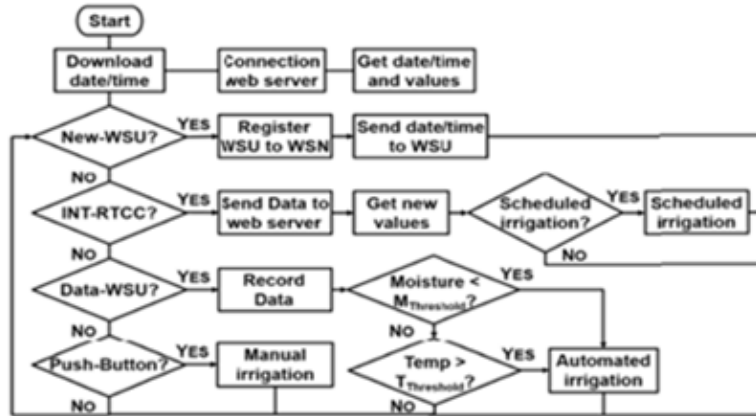 Start
Download
date/time
Connection
web server
Get date/time
and values
New-WSU?
YES
Register
WSU to WSN
Send date/time
to WSU
NO
INT-RTCC?
YES
Send Data to
web server
Get new
values
Scheduled
irrigation?
YES
Scheduled
irrigation
NO
NO
Data-WSU?
YES
Record
Data
Moisture <
MThreshold?
YES
NO
NO
Push-Button?
YES
Manual
irrigation
Temp >
TThreshold?
YES
Automated
irrigation
NO
NO